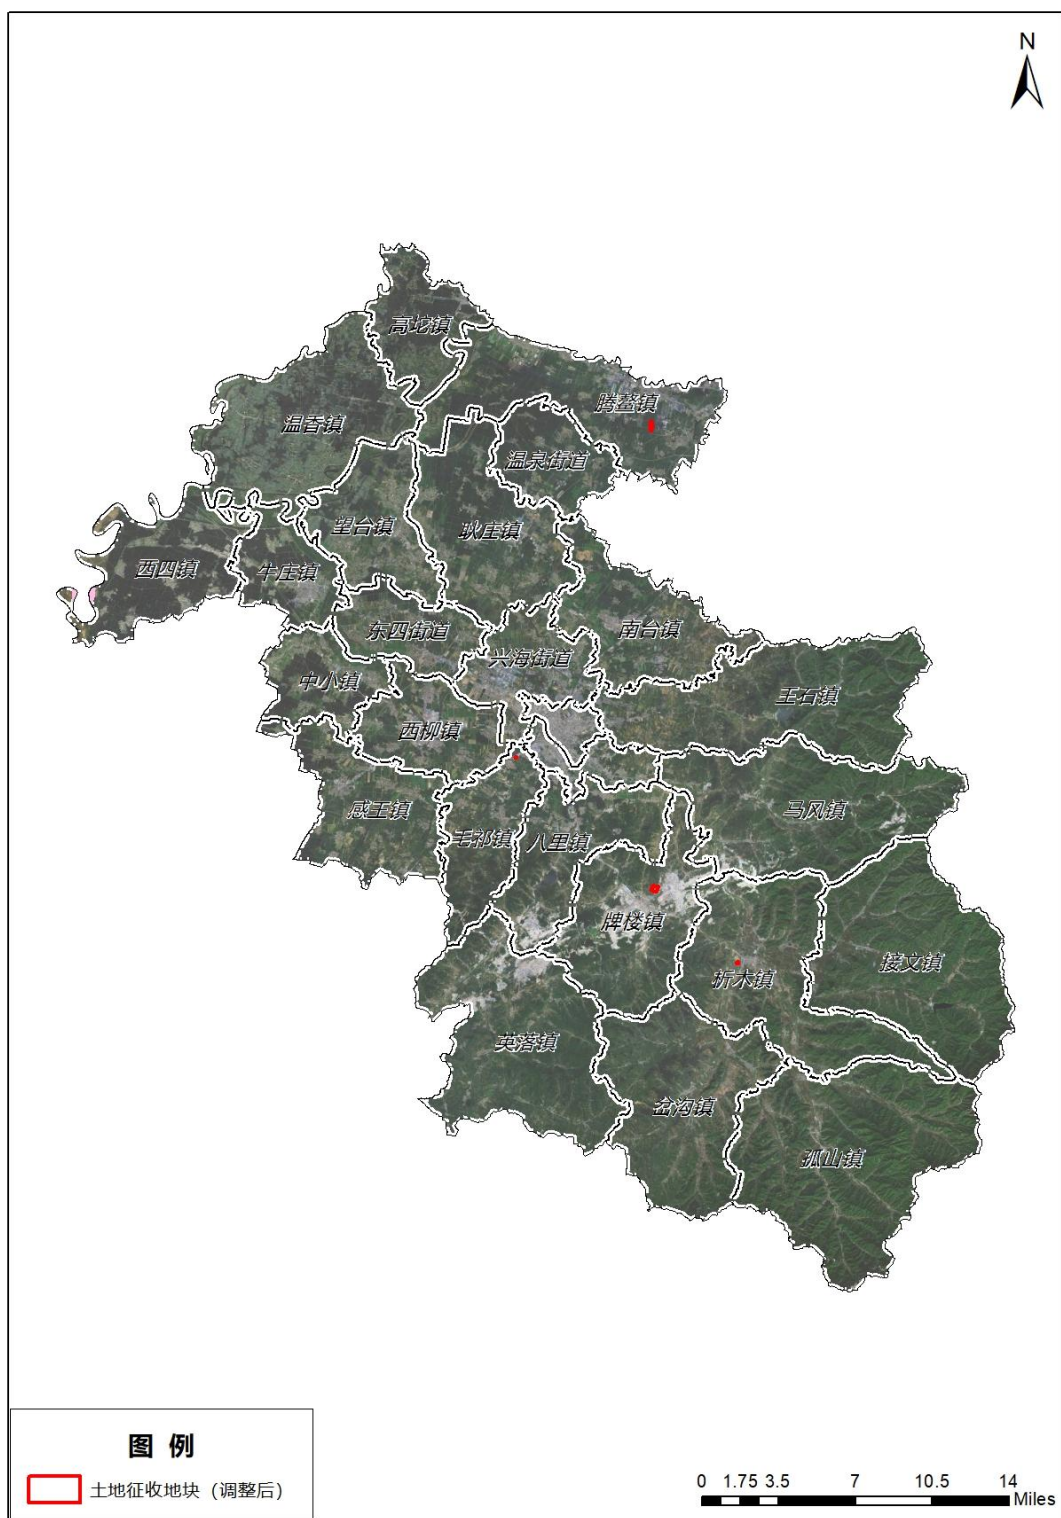 N
高坨镇
腾鳌镇
温香镇
温泉街道
望台镇
耿庄镇
西四镇
牛庄镇
东四街道
南台镇
兴海街道
中小镇
王石镇
西柳镇
感王镇
马风镇
毛祁镇
八里镇
牌楼镇
接文镇
析木镇
英落镇
岔沟镇
孤山镇
图 例
土地征收地块（调整后）
0 1.75 3.5 7 10.5 14
Miles